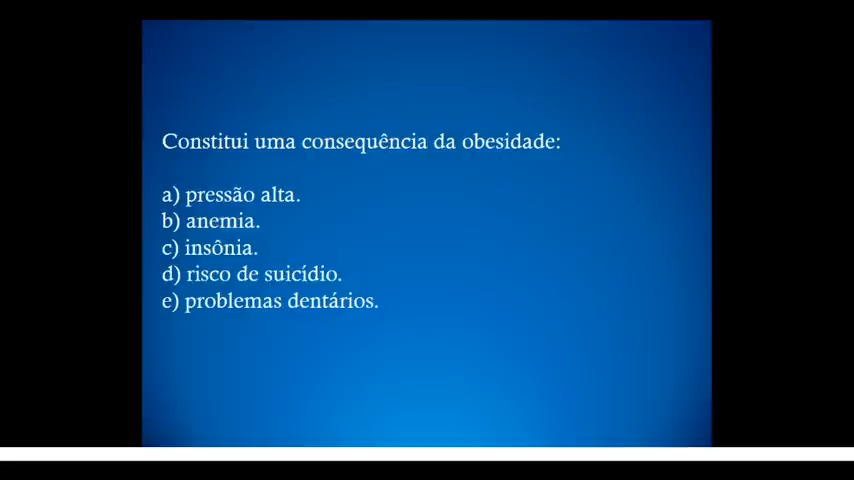 Constitui uma consequência da obesidade:
a) pressão alta.
b) anemia.
c) insônia.
d) risco de suicídio.
e) problemas dentários.